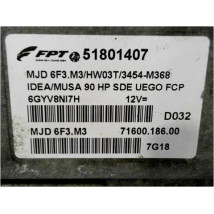 FPT 51801407
MJD 6F3.M3/HW03T/3454-M368
IDEA/MUSA 90 HP SDE UEGO FCP
6GYV8NI7H 12V=
D032
MJD 6F3.M3 71600.186.00
7G18